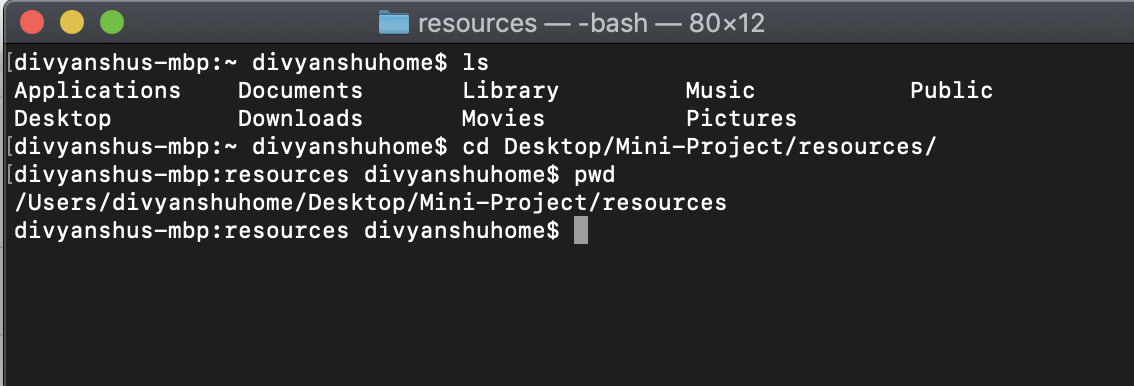 resources — -bash — 80×12
[divyanshus-mbp:~ divyanshuhome$ ls
Applications Documents Library Music Public
Desktop Downloads Movies Pictures
[divyanshus-mbp:~ divyanshuhome$ cd Desktop/Mini-Project/resources/
[divyanshus-mbp:resources divyanshuhome$ pwd
/Users/divyanshuhome/Desktop/Mini-Project/resources
divyanshus-mbp:resources divyanshuhome$